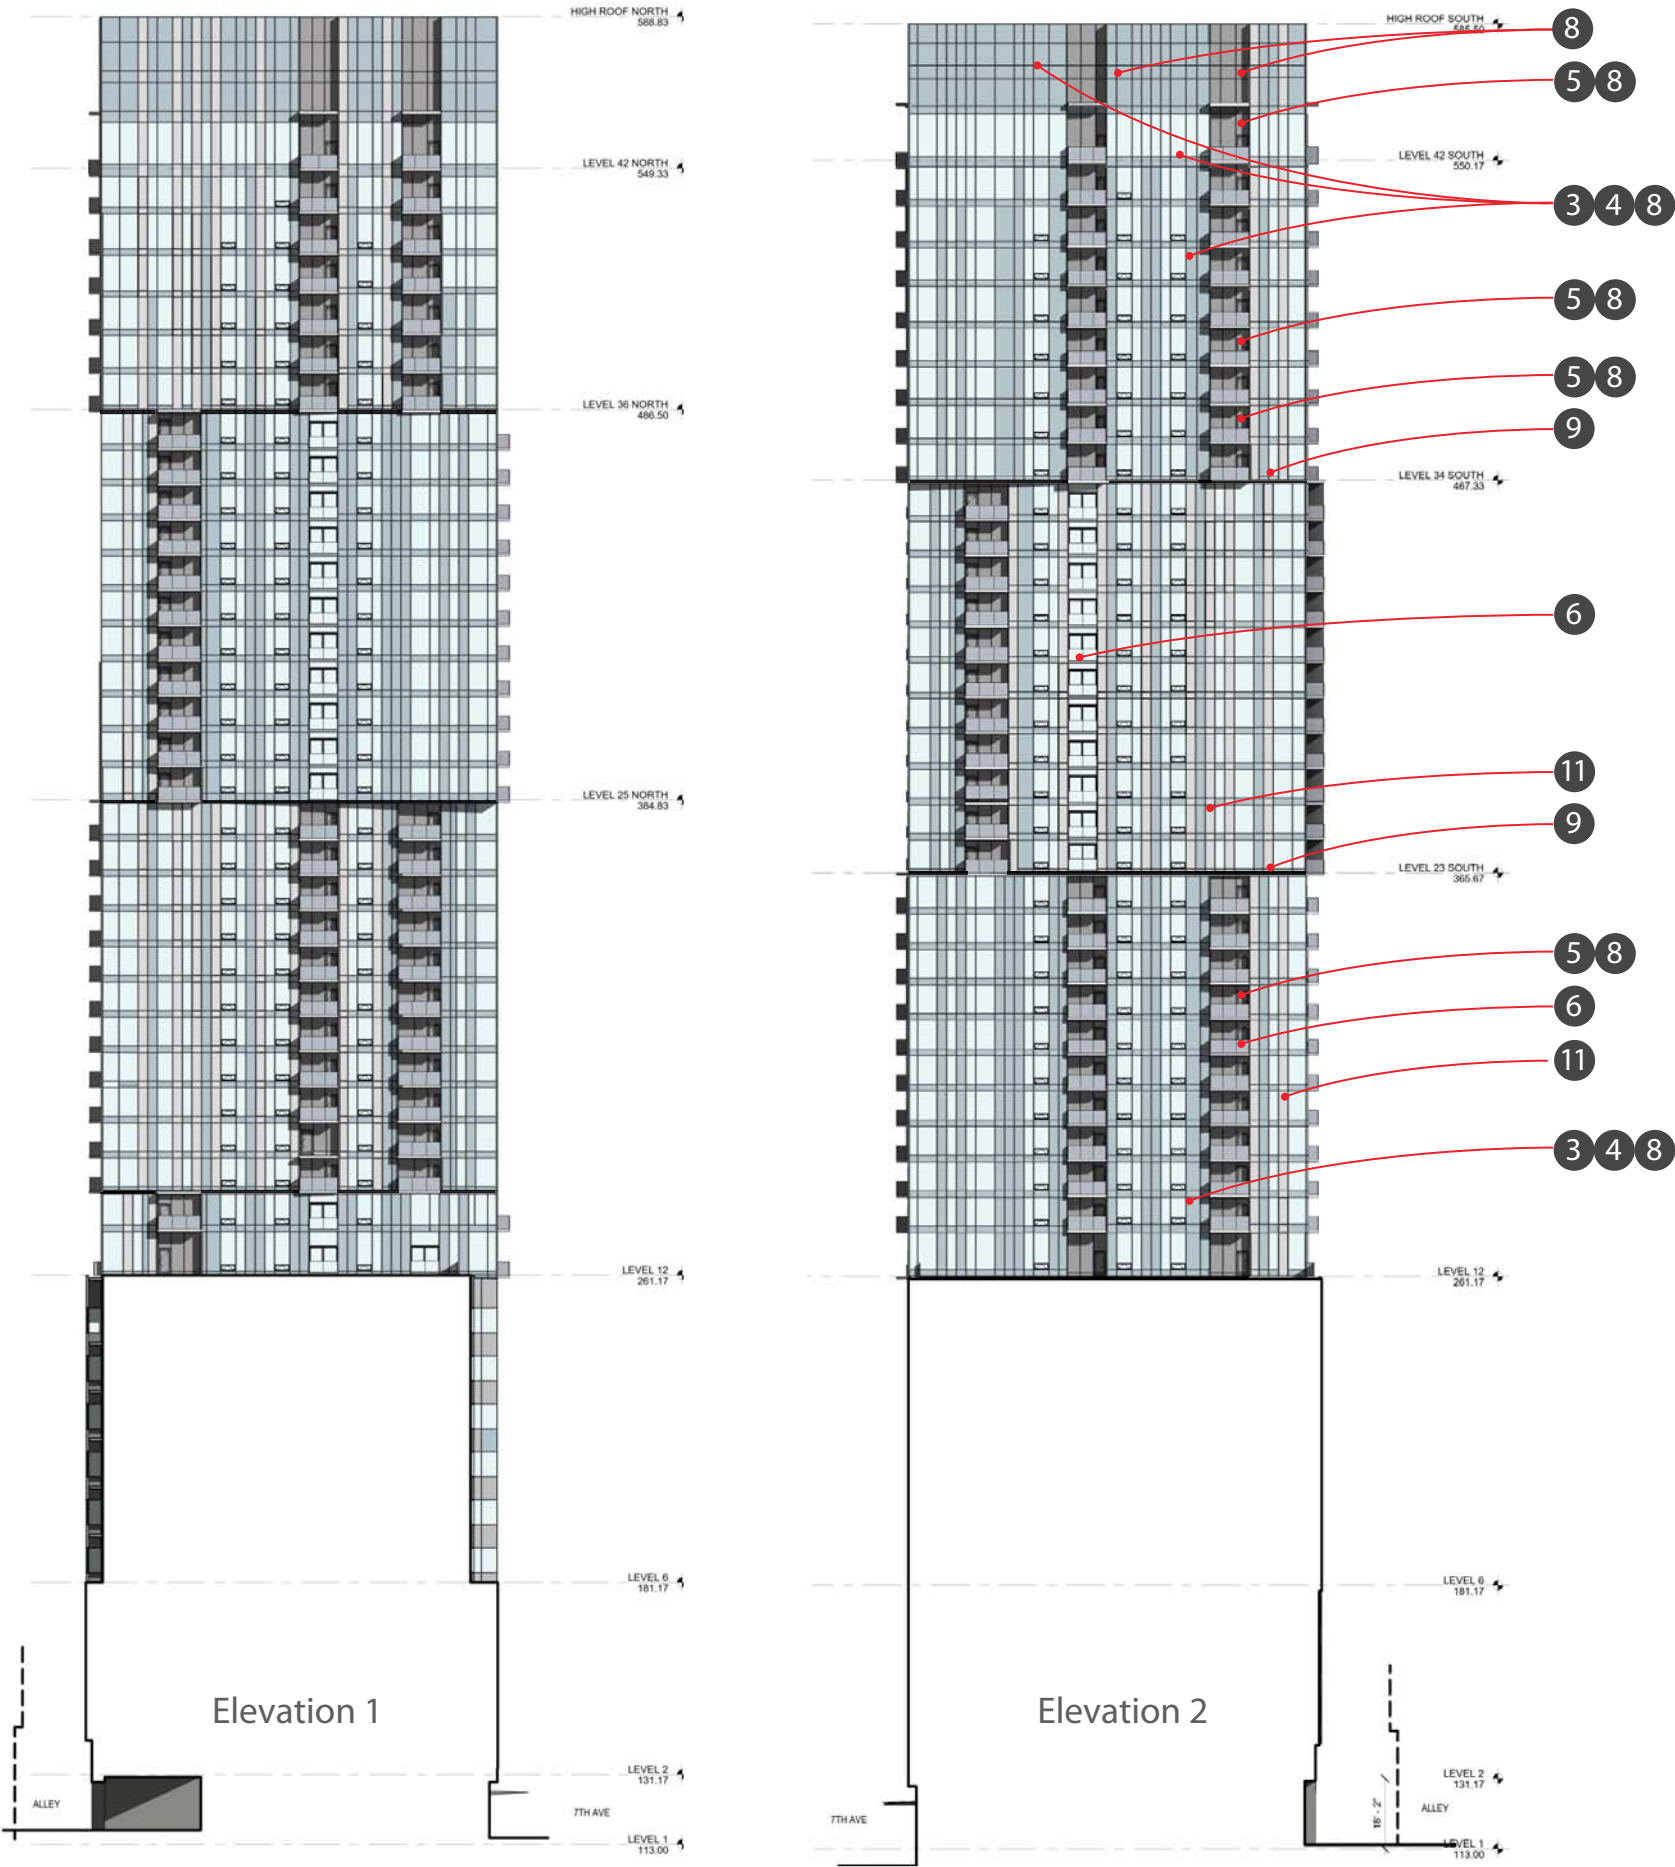 HIGH ROOF NORTH
588.83
LEVEL 42 NORTH
549.33
LEVEL 36 NORTH
486.50
LEVEL 25 NORTH
384.83
LEVEL 12
261.17
LEVEL 6
181.17
Elevation 1
LEVEL 2
131.17
ALLEY
7TH AVE
LEVEL 1
113.00
HIGH ROOF SOUTH
585.50
8
5 8
LEVEL 42 SOUTH
550.17
3 4 8
5 8
5 8
9
LEVEL 34 SOUTH
467.33
6
11
9
LEVEL 23 SOUTH
365.67
5 8
6
11
3 4 8
LEVEL 12
261.17
LEVEL 6
181.17
Elevation 2
LEVEL 2
131.17
18' - 2"
7TH AVE
ALLEY
LEVEL 1
113.00